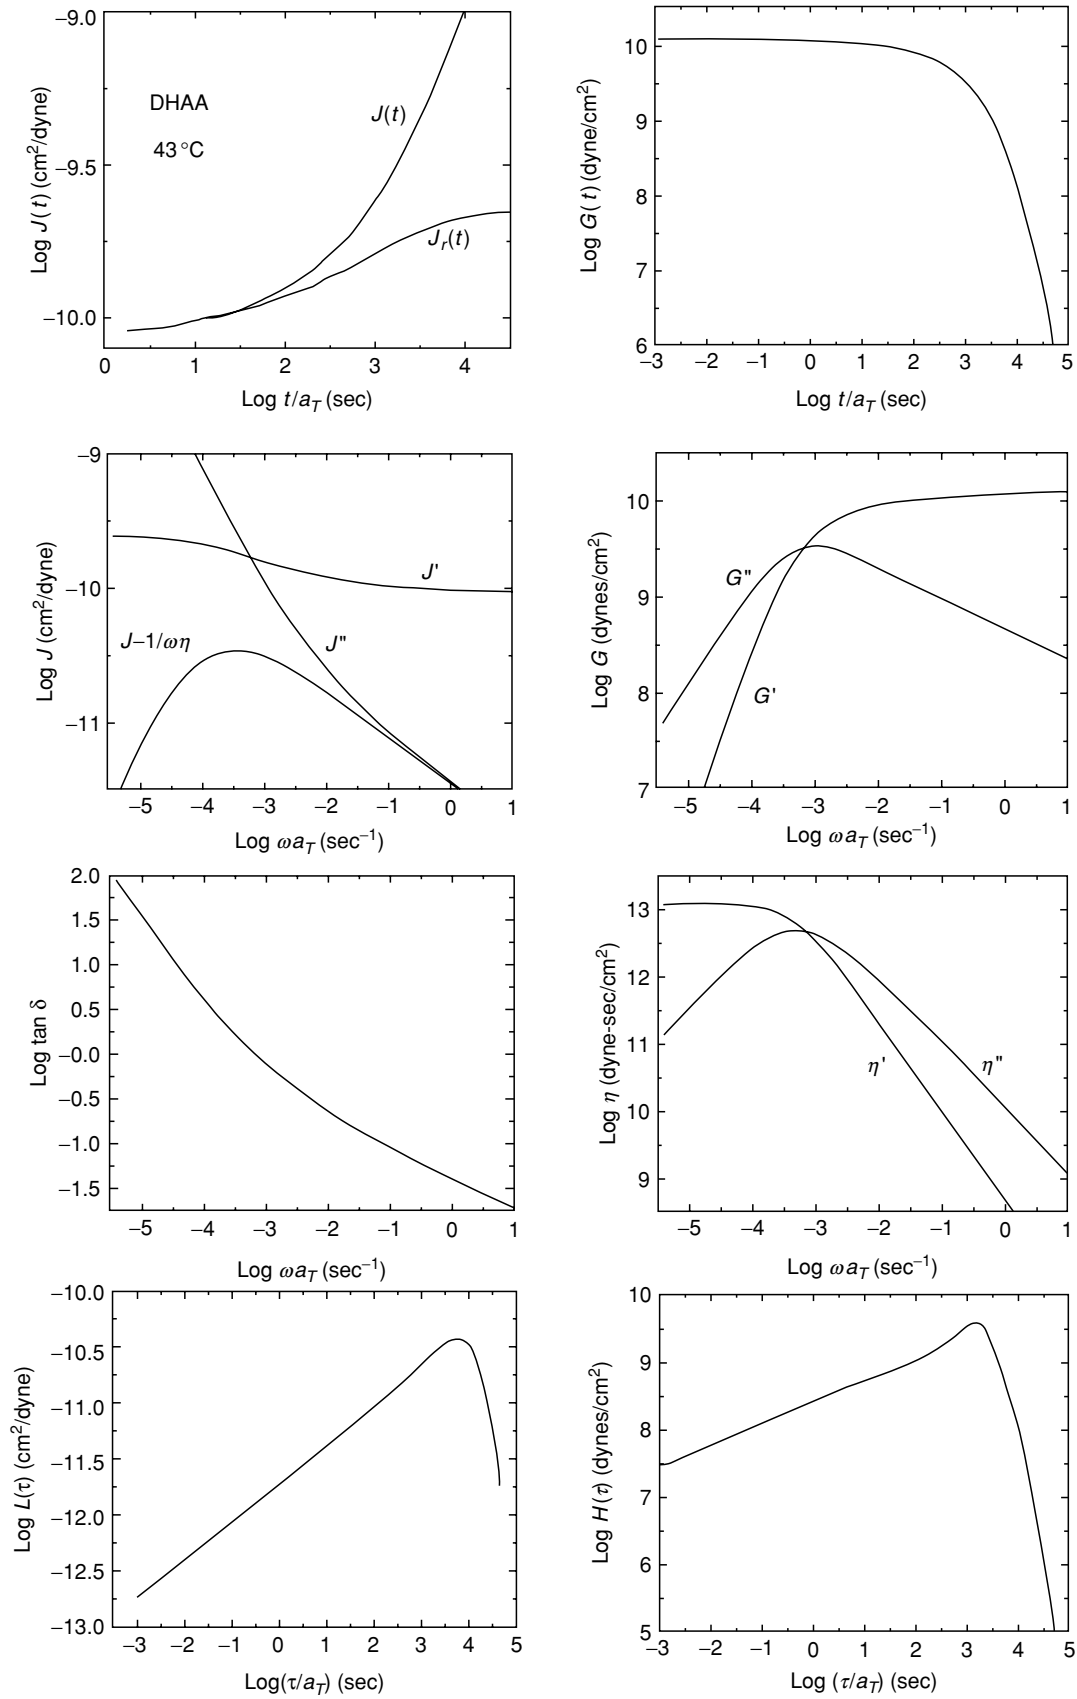 −9.0
−9.5
−10.0
Log J(t) (cm²/dyne)
DHAA
43 °C
J(t)
Jᵣ(t)
0 1 2 3 4
Log t/a_T (sec)
10
9
8
7
6
Log G(t) (dyne/cm²)
−3 −2 −1 0 1 2 3 4 5
Log t/a_T (sec)
−9
−10
−11
Log J (cm²/dyne)
J'
J"
J−1/ωη
−5 −4 −3 −2 −1 0 1
Log ωa_T (sec⁻¹)
10
9
8
7
Log G (dynes/cm²)
G"
G'
−5 −4 −3 −2 −1 0 1
Log ωa_T (sec⁻¹)
2.0
1.5
1.0
0.5
−0.0
−0.5
−1.0
−1.5
Log tan δ
−5 −4 −3 −2 −1 0 1
Log ωa_T (sec⁻¹)
13
12
11
10
9
Log η (dyne-sec/cm²)
η'
η"
−5 −4 −3 −2 −1 0 1
Log ωa_T (sec⁻¹)
−10.0
−10.5
−11.0
−11.5
−12.0
−12.5
−13.0
Log L(τ) (cm²/dyne)
−3 −2 −1 0 1 2 3 4 5
Log(τ/a_T) (sec)
10
9
8
7
6
5
Log H(τ) (dynes/cm²)
−3 −2 −1 0 1 2 3 4 5
Log (τ/a_T) (sec)